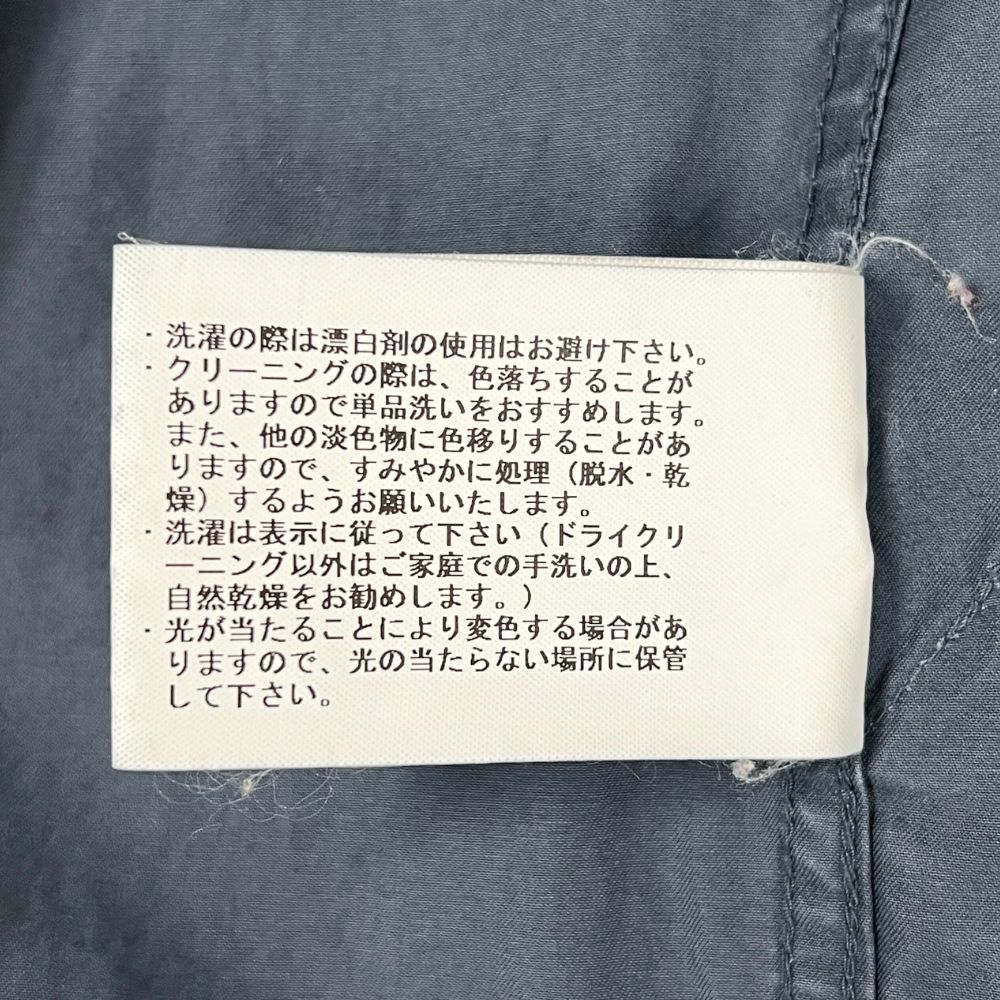 ・洗濯の際は漂白剤の使用はお避け下さい。
・クリーニングの際は、色落ちすることが
ありますので単品洗いをおすすめします。
また、他の淡色物に色移りすることがあ
りますので、すみやかに処理（脱水・乾
燥）するようお願いいたします。
・洗濯は表示に従って下さい（ドライクリ
ーニング以外はご家庭での手洗いの上、
自然乾燥をお勧めします。）
・光が当たることにより変色する場合があ
りますので、光の当たらない場所に保管
して下さい。